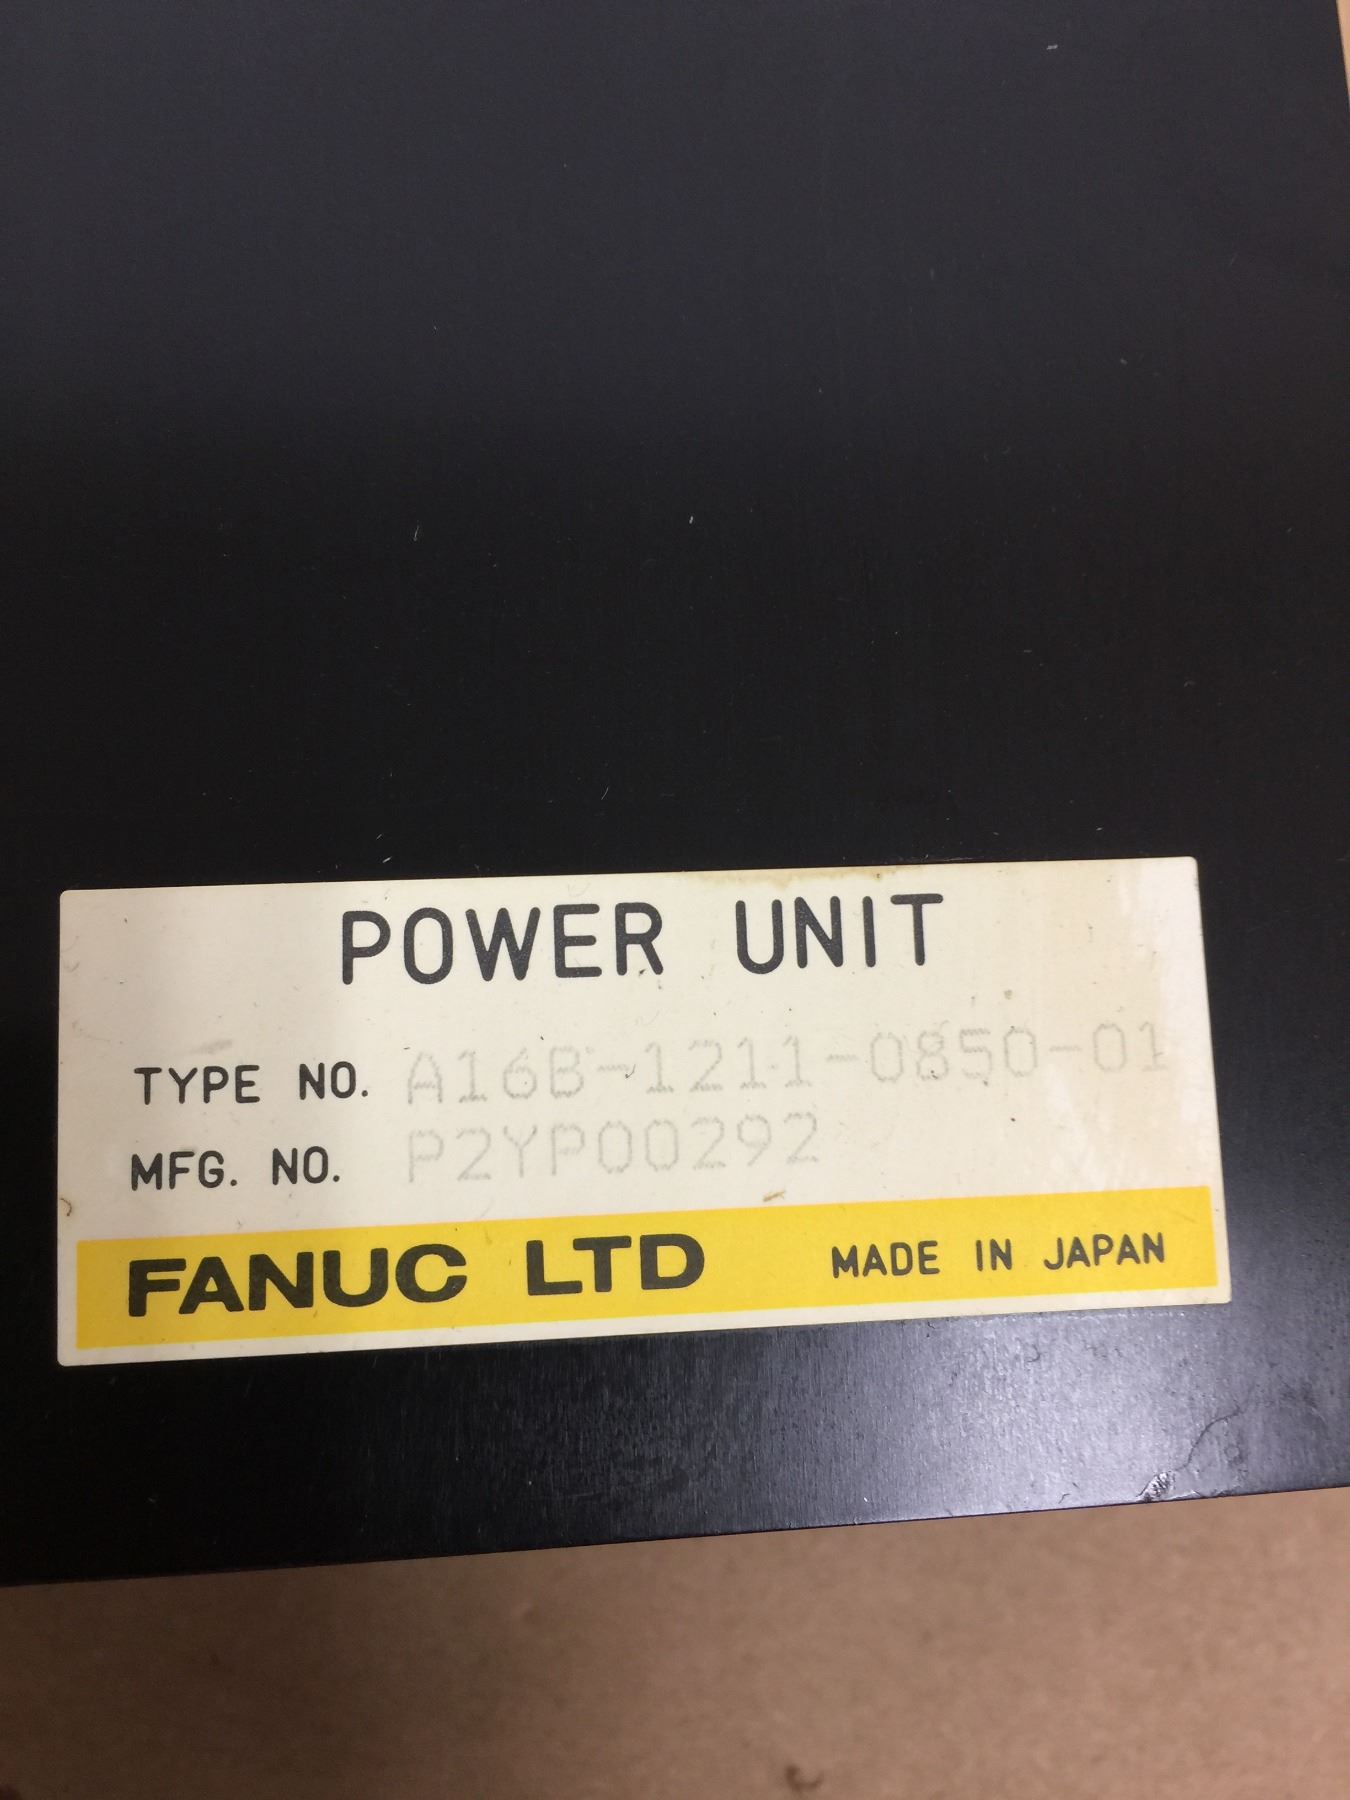 POWER UNIT
TYPE NO. A16B-1211-0850-01
MFG. NO. P2YP00292
FANUC LTD MADE IN JAPAN